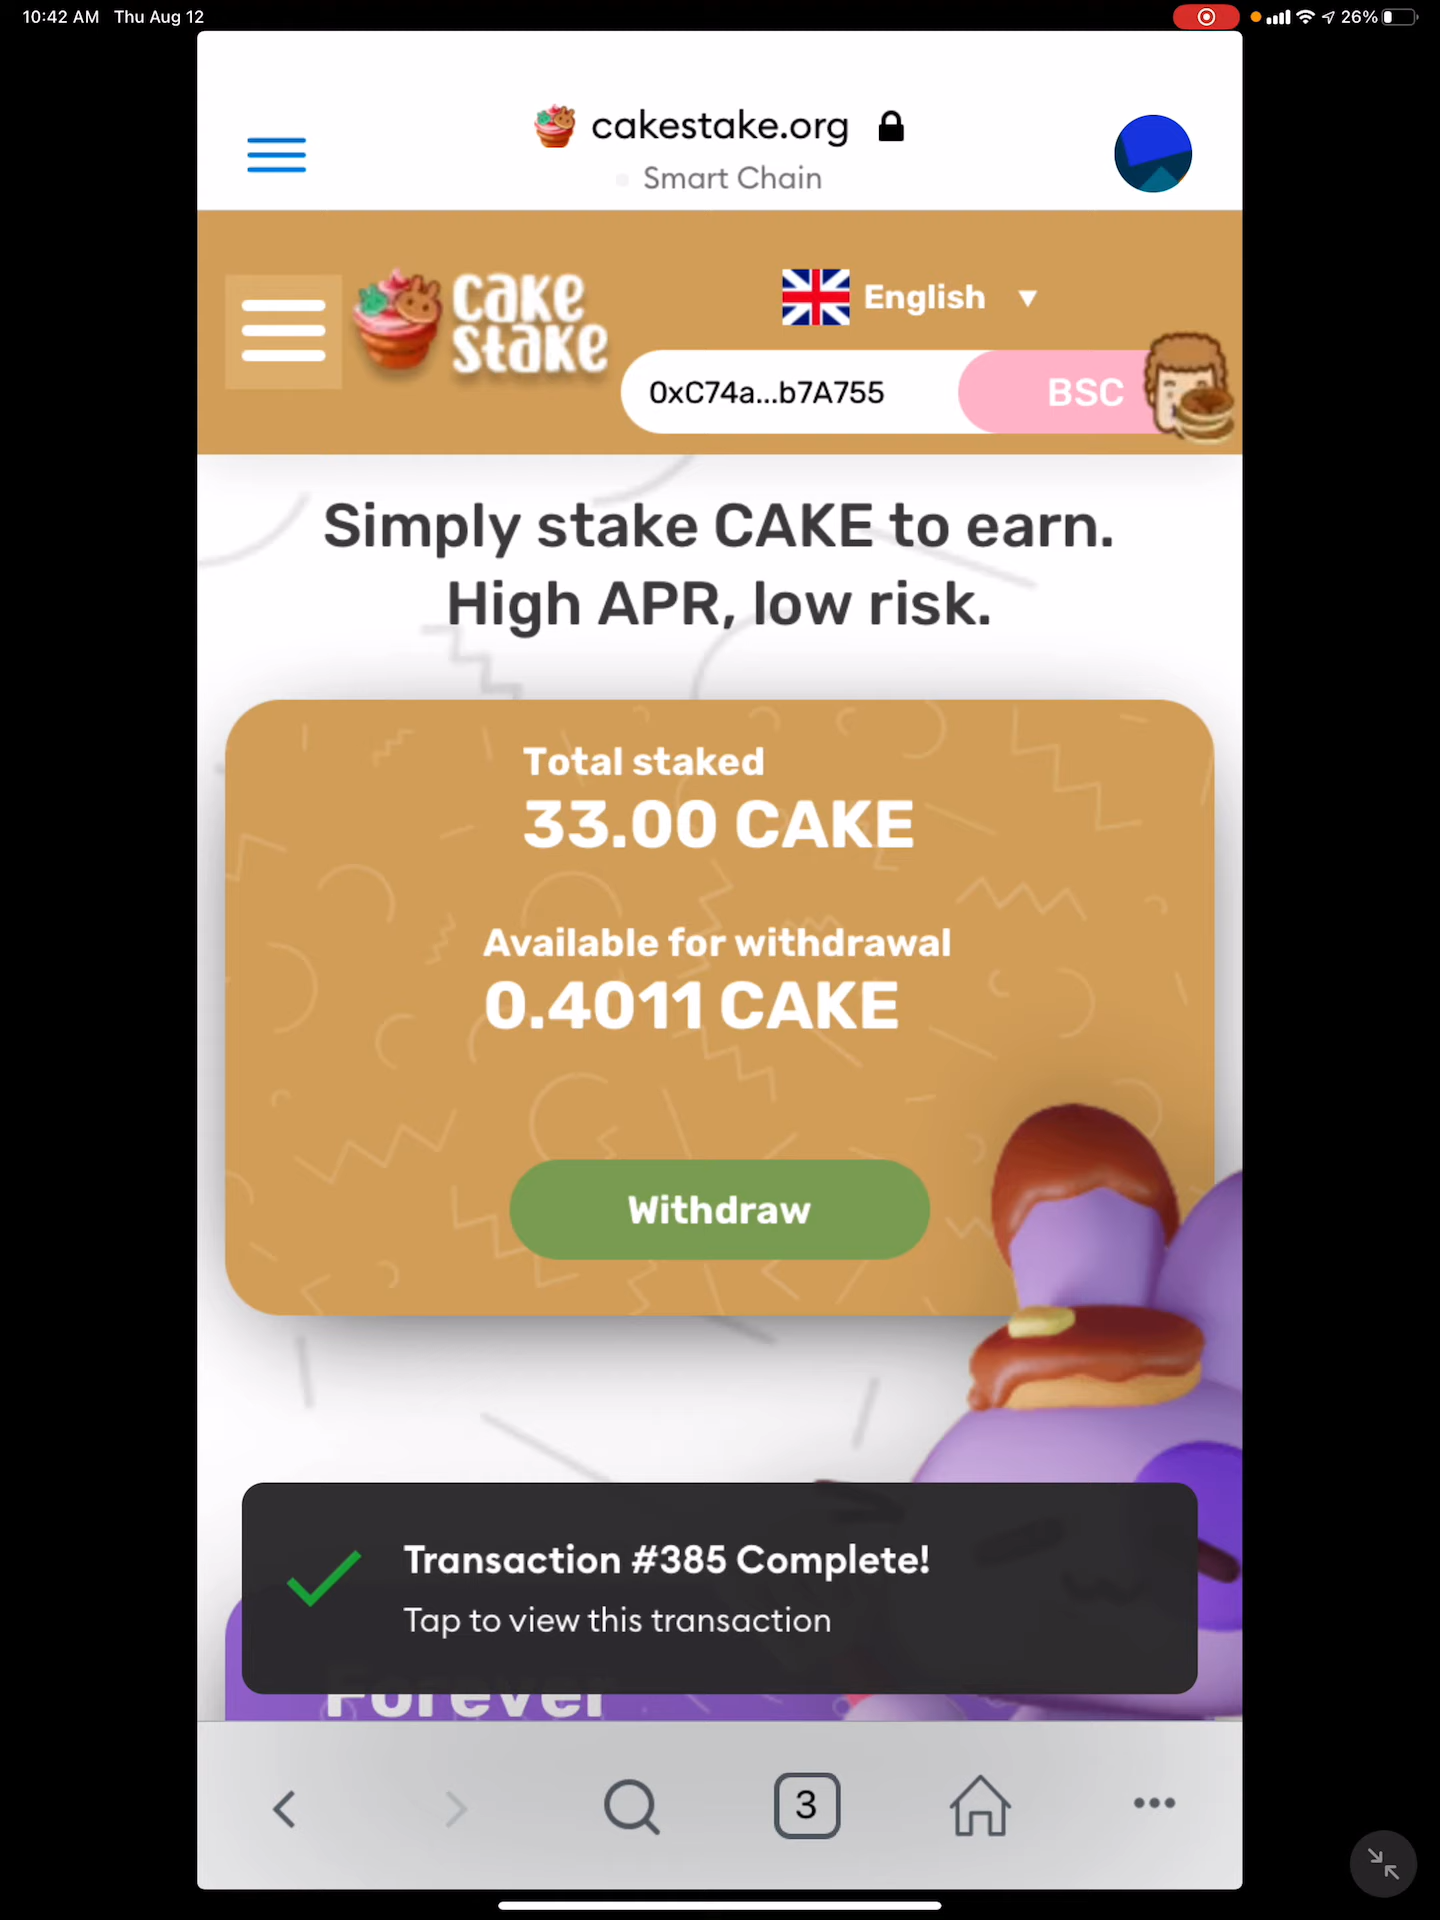 10:42 AM Thu Aug 12
26%
cakestake.org
Smart Chain
cake
stake
English ▼
0xC74a...b7A755
BSC
Simply stake CAKE to earn.
High APR, low risk.
Total staked
33.00 CAKE
Available for withdrawal
0.4011 CAKE
Withdraw
Transaction #385 Complete!
Tap to view this transaction
Forever
3